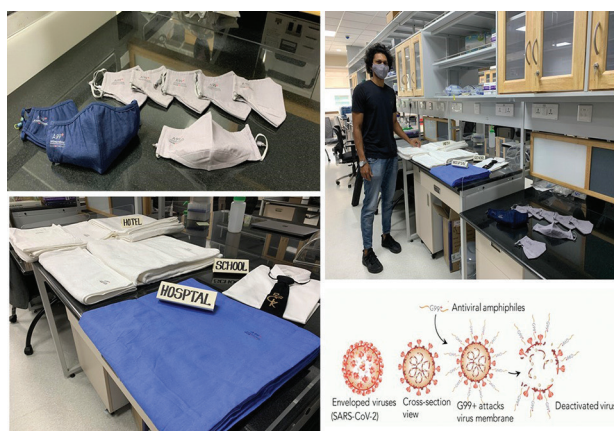 HOTEL
SCHOOL
HOSPTAL
G99+
Antiviral amphiphiles
Enveloped viruses
(SARS-CoV-2)
Cross-section
view
G99+ attacks
virus membrane
Deactivated virus